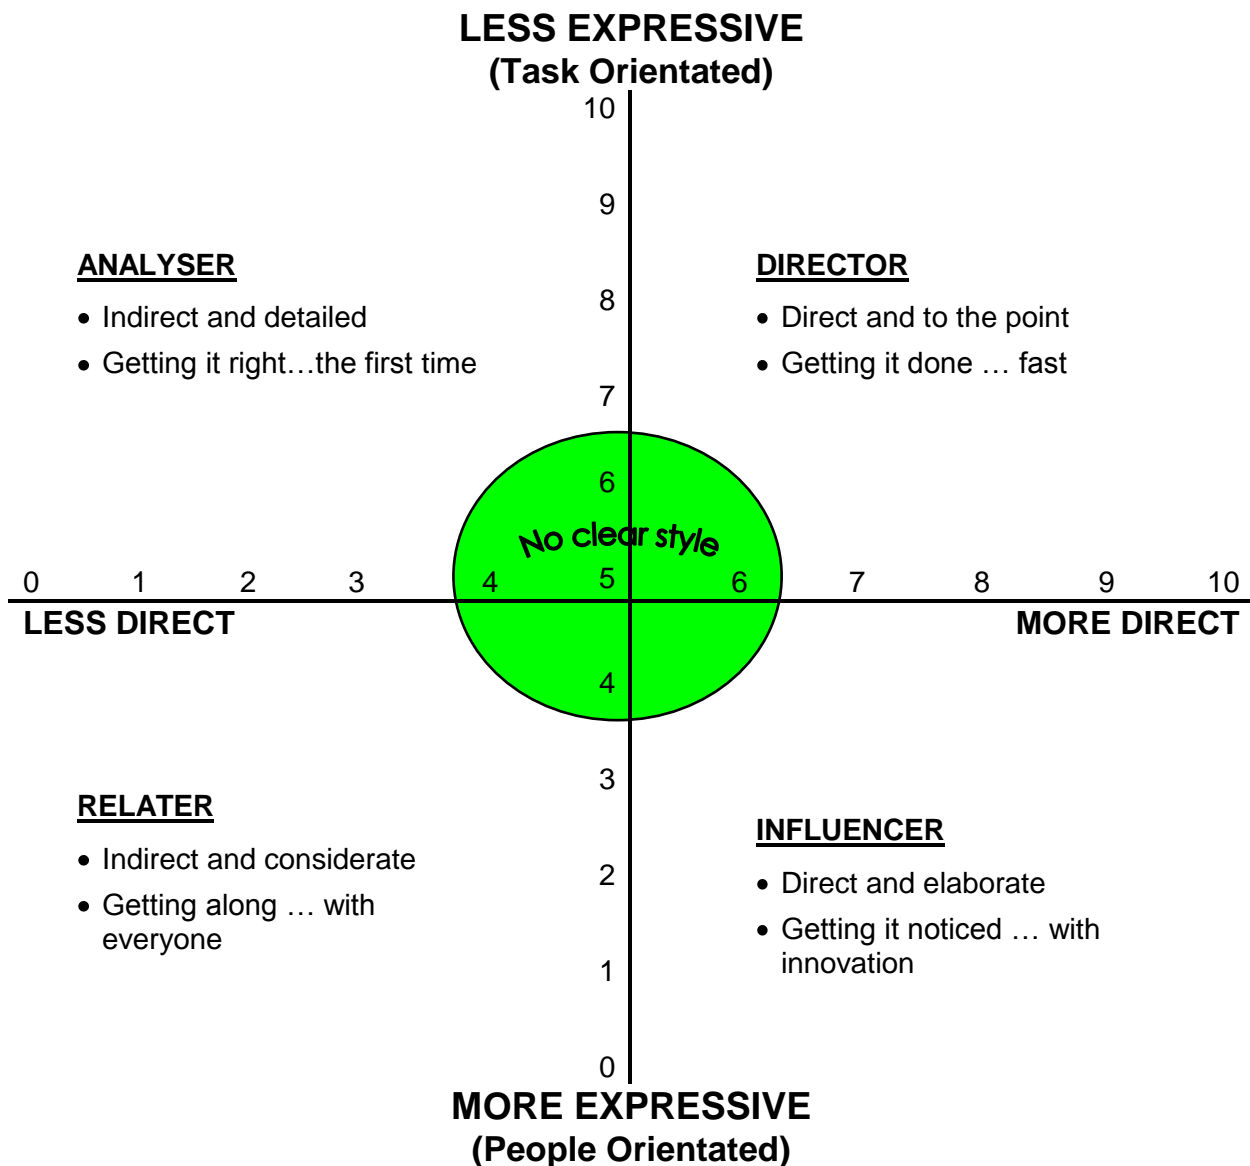 LESS EXPRESSIVE
(Task Orientated)
10
9
ANALYSER
• Indirect and detailed
• Getting it right…the first time
DIRECTOR
• Direct and to the point
• Getting it done … fast
8
7
6
No clear style
0 1 2 3 4 5 6 7 8 9 10
LESS DIRECT
MORE DIRECT
4
3
RELATER
• Indirect and considerate
• Getting along … with
everyone
INFLUENCER
• Direct and elaborate
• Getting it noticed … with
innovation
2
1
0
MORE EXPRESSIVE
(People Orientated)